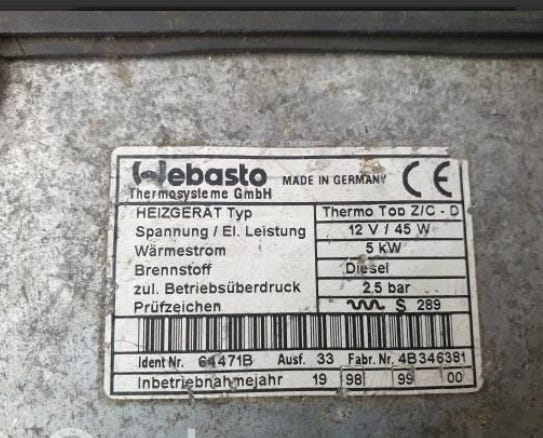 Webasto MADE IN GERMANY CE
Thermosysteme GmbH
HEIZGERÄT Typ Thermo Top Z/C - D
Spannung / El. Leistung 12 V / 45 W
Wärmestrom 5 kW
Brennstoff Diesel
zul. Betriebsüberdruck 2,5 bar
Prüfzeichen S 289
Ident Nr. 64471B Ausf. 33 Fabr. Nr. 4B346381
Inbetriebnahmejahr 19 98 99 00